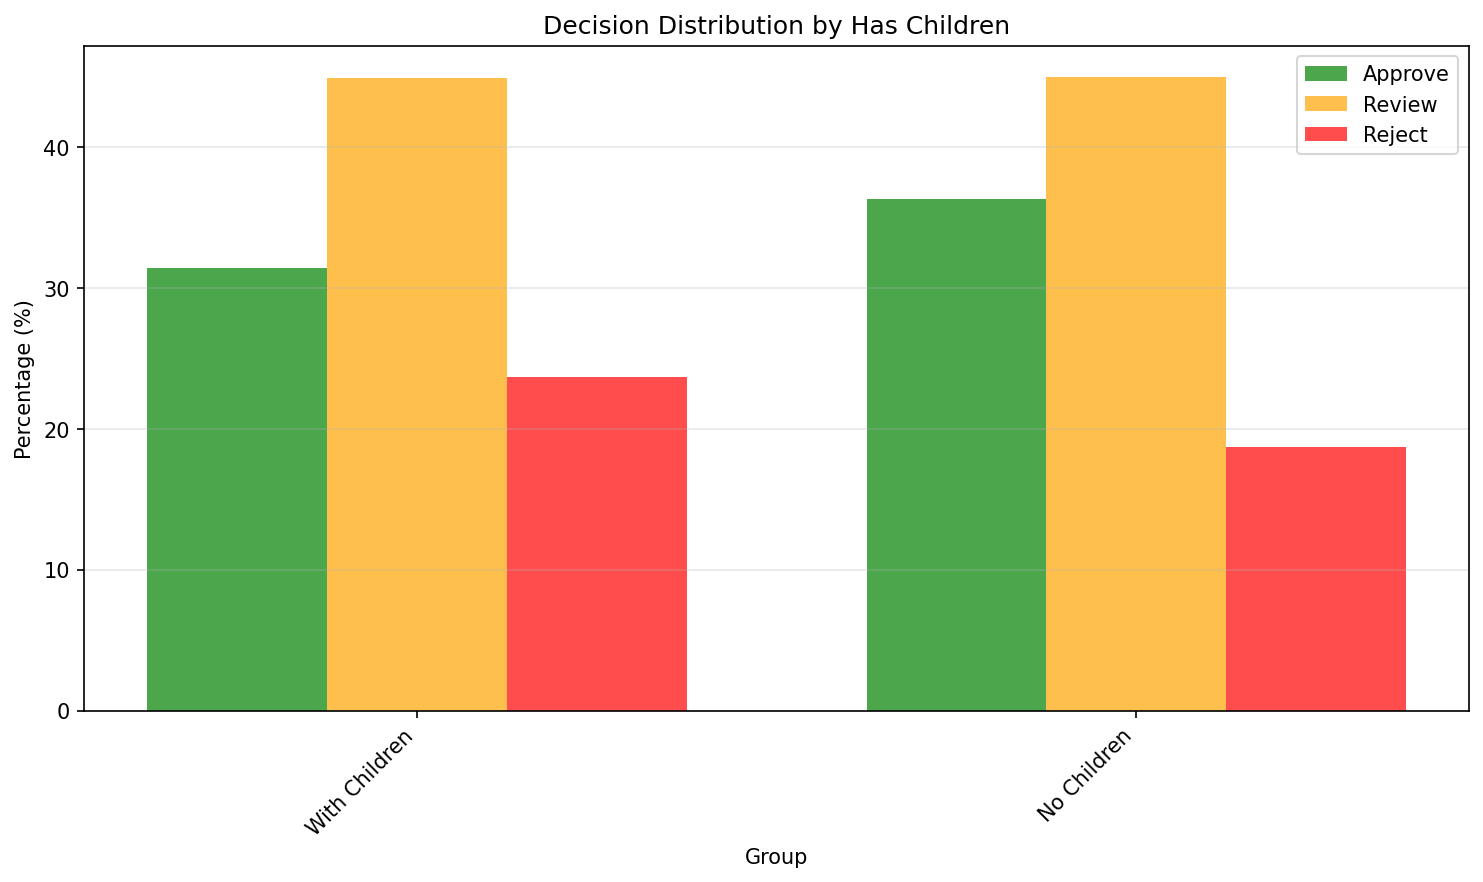 Decision Distribution by Has Children
Approve
Review
Reject
Percentage (%)
40
30
20
10
0
With Children
No Children
Group